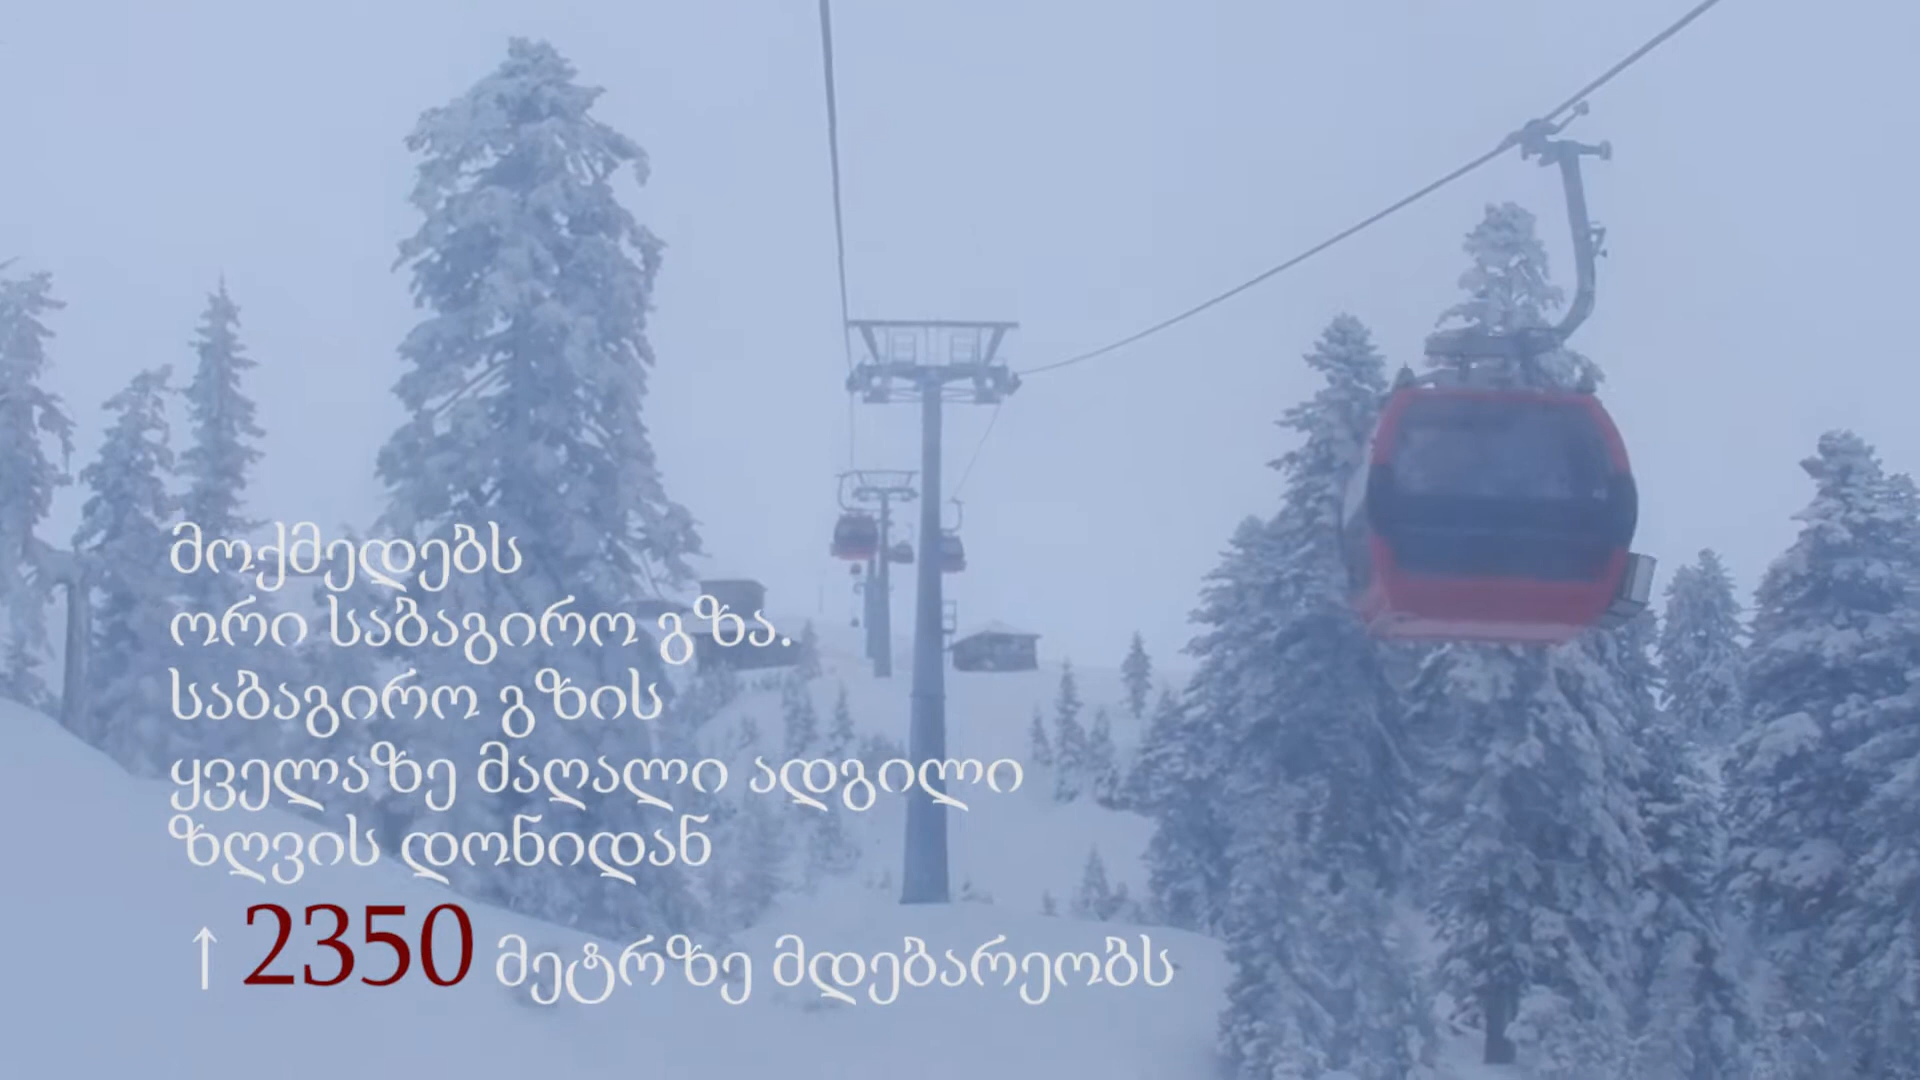 მოქმედებს
ორი საბაგირო გზა.
საბაგირო გზის
ყველაზე მაღალი ადგილი
ზღვის დონიდან
↑ 2350 მეტრზე მდებარეობს